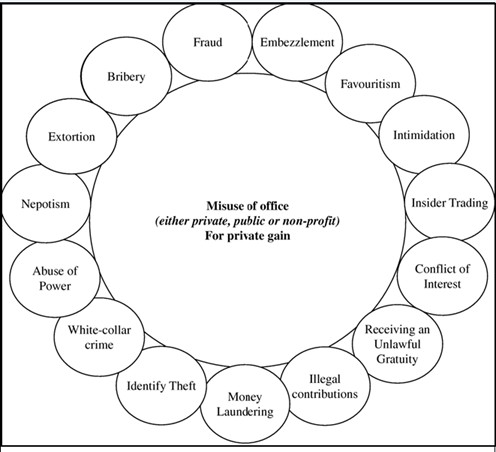 Fraud
Embezzlement
Bribery
Favouritism
Extortion
Intimidation
Nepotism
Misuse of office
(either private, public or non-profit)
For private gain
Insider Trading
Abuse of
Power
Conflict of
Interest
White-collar
crime
Receiving an
Unlawful
Gratuity
Identify Theft
Money
Laundering
Illegal
contributions